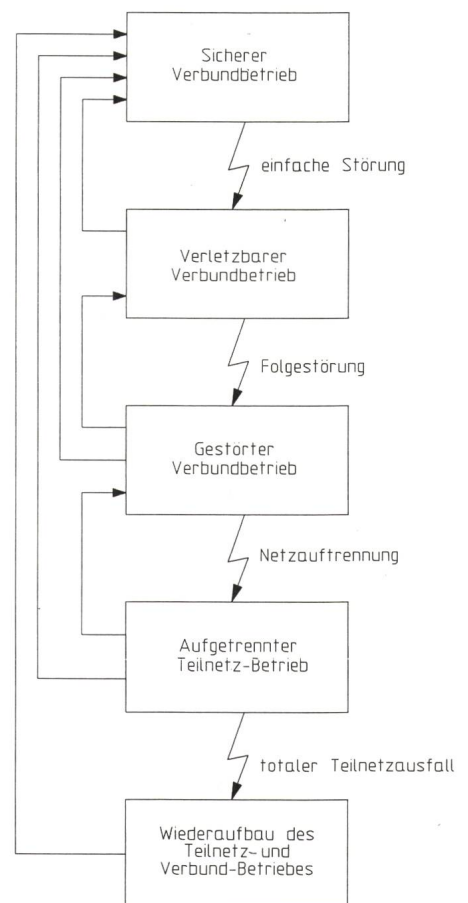 Sicherer
Verbundbetrieb
einfache Störung
Verletzbarer
Verbundbetrieb
Folgestörung
Gestörter
Verbundbetrieb
Netzauftrennung
Aufgetrennter
Teilnetz-Betrieb
totaler Teilnetzausfall
Wiederaufbau des
Teilnetz-und
Verbund-Betriebes